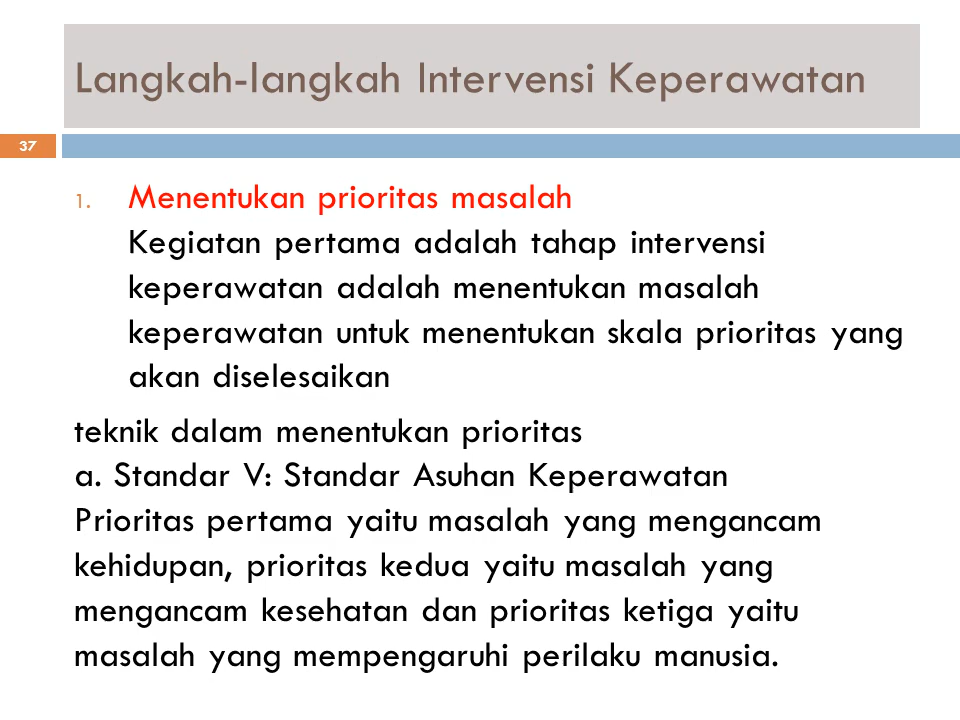 Langkah-langkah Intervensi Keperawatan
37
1. Menentukan prioritas masalah
Kegiatan pertama adalah tahap intervensi
keperawatan adalah menentukan masalah
keperawatan untuk menentukan skala prioritas yang
akan diselesaikan
teknik dalam menentukan prioritas
a. Standar V: Standar Asuhan Keperawatan
Prioritas pertama yaitu masalah yang mengancam
kehidupan, prioritas kedua yaitu masalah yang
mengancam kesehatan dan prioritas ketiga yaitu
masalah yang mempengaruhi perilaku manusia.